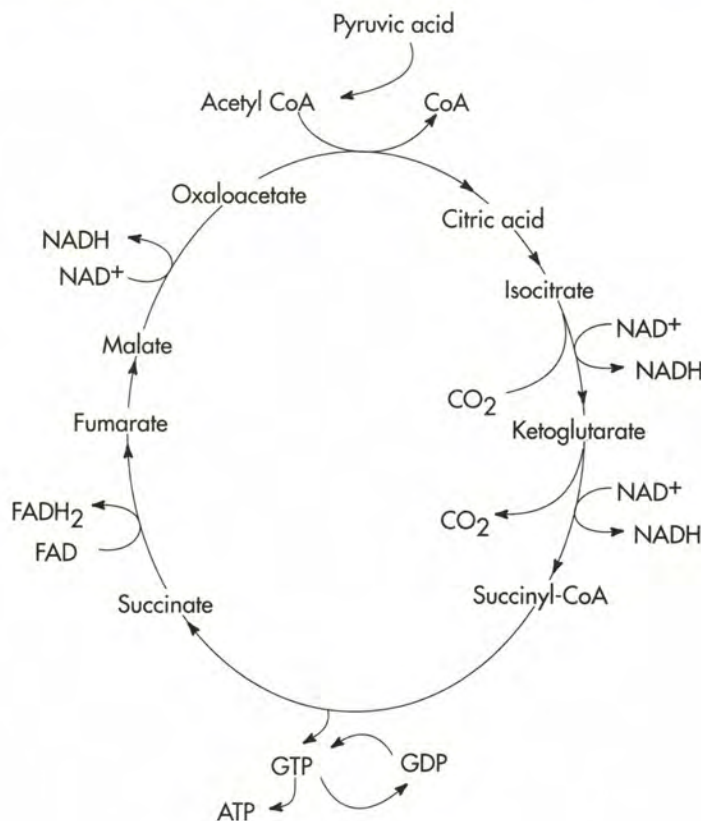 Pyruvic acid
Acetyl CoA
CoA
Oxaloacetate
Citric acid
NADH
NAD+
Isocitrate
NAD+
NADH
Malate
CO2
Fumarate
Ketoglutarate
NAD+
NADH
FADH2
CO2
FAD
Succinate
Succinyl-CoA
GTP
GDP
ATP